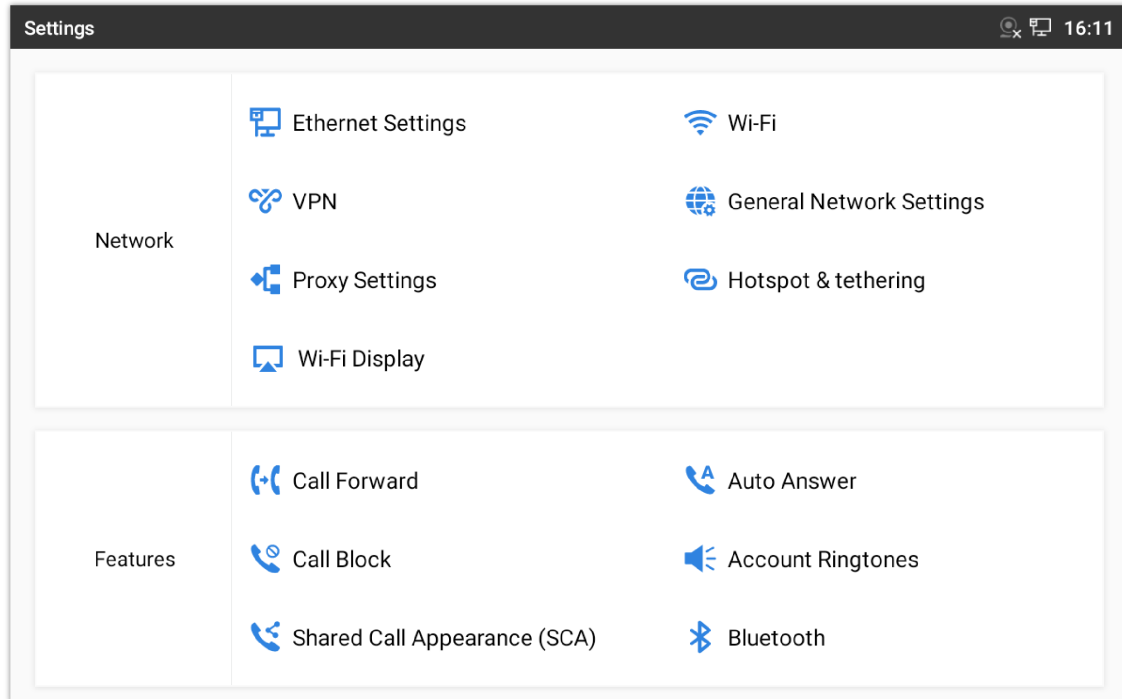 Settings 16:11
Ethernet Settings Wi-Fi
VPN General Network Settings
Network
Proxy Settings Hotspot & tethering
Wi-Fi Display
Call Forward Auto Answer
Features
Call Block Account Ringtones
Shared Call Appearance (SCA) Bluetooth